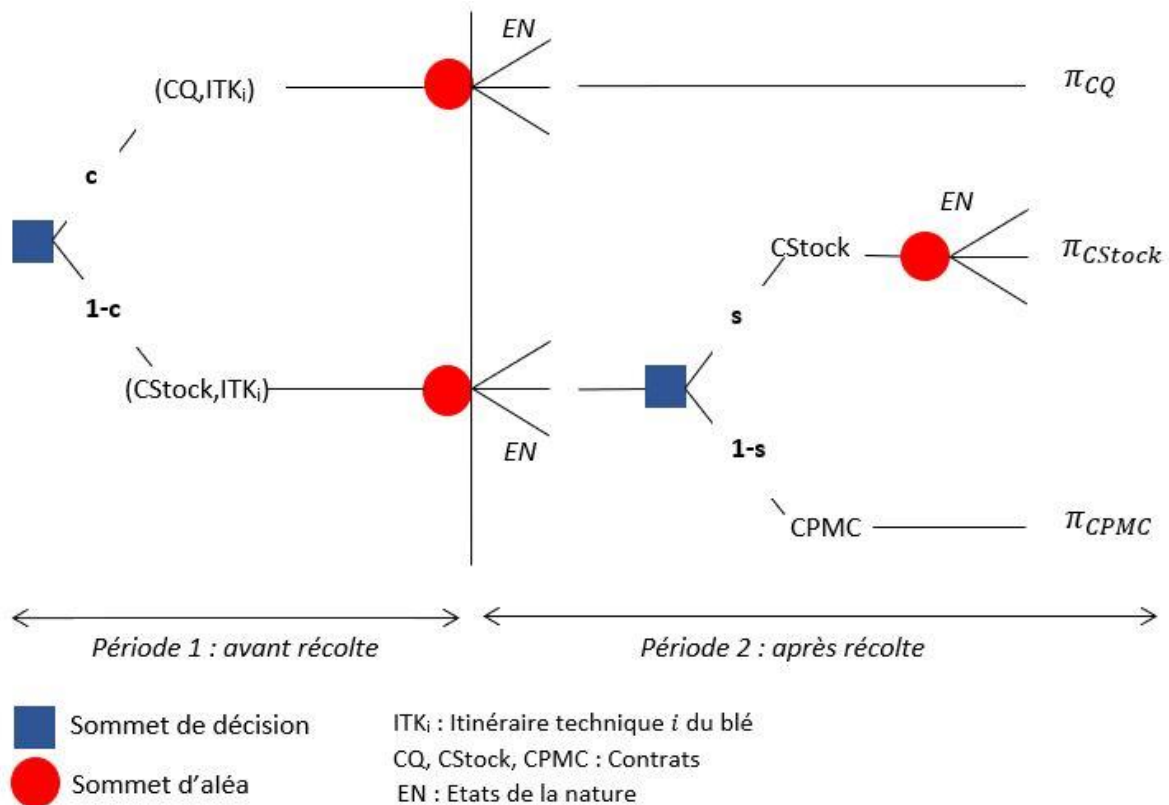 EN
(CQ,ITKᵢ)
π_CQ
c
EN
CStock
π_CStock
1-c
s
(CStock,ITKᵢ)
EN
1-s
CPMC
π_CPMC
Période 1 : avant récolte
Période 2 : après récolte
Sommet de décision
ITKᵢ : Itinéraire technique i du blé
CQ, CStock, CPMC : Contrats
Sommet d'aléa
EN : Etats de la nature